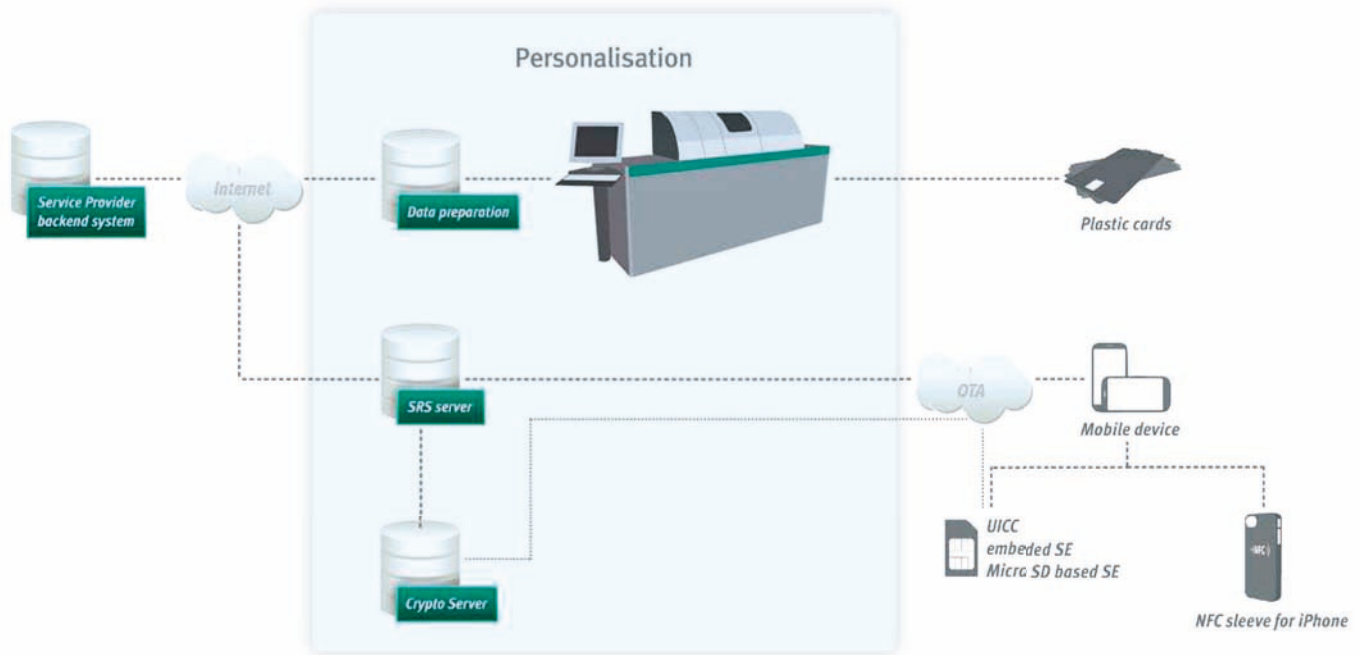 Personalisation
Service Provider
backend system
Internet
Data preparation
Plastic cards
SRS server
OTA
Mobile device
UICC
embeded SE
Micro SD based SE
Crypto Server
NFC
NFC sleeve for iPhone